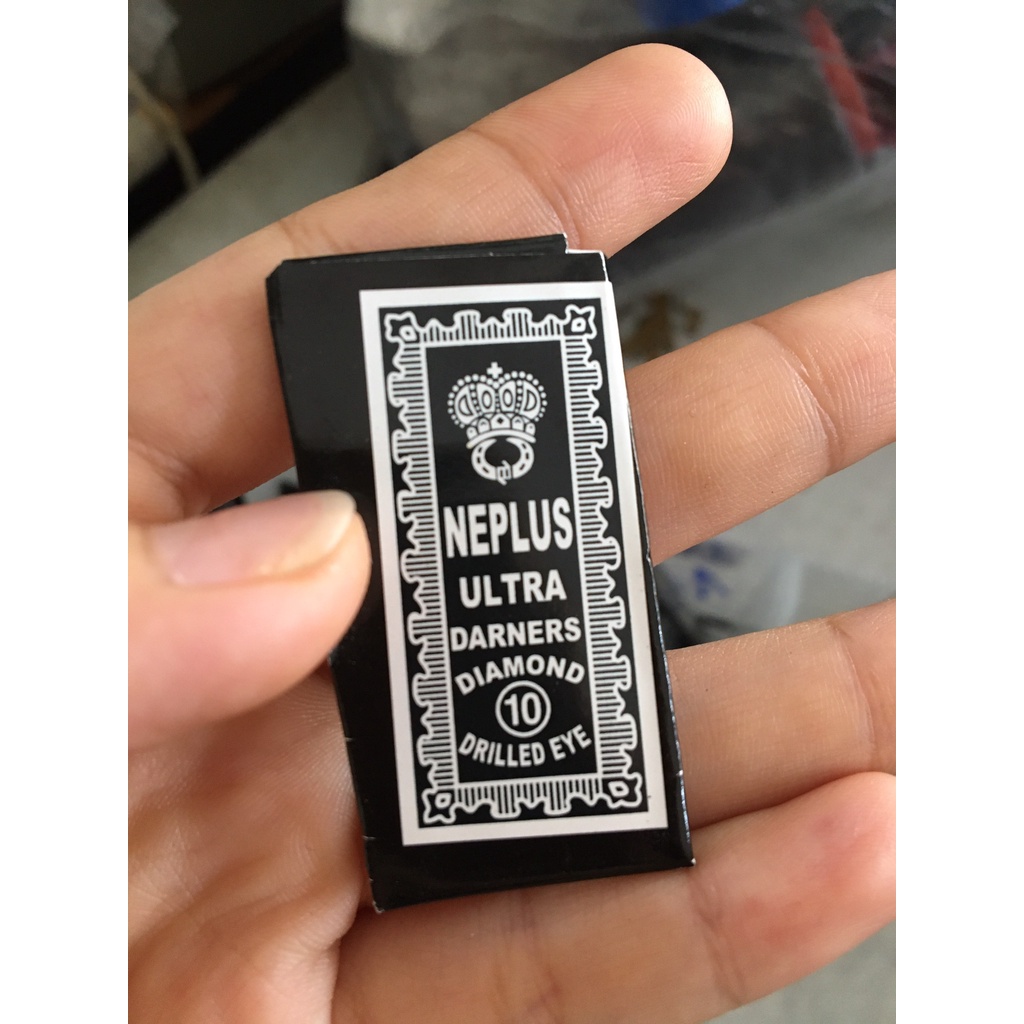 NEPLUS
ULTRA
DARNERS
DIAMOND
10
DRILLED EYE